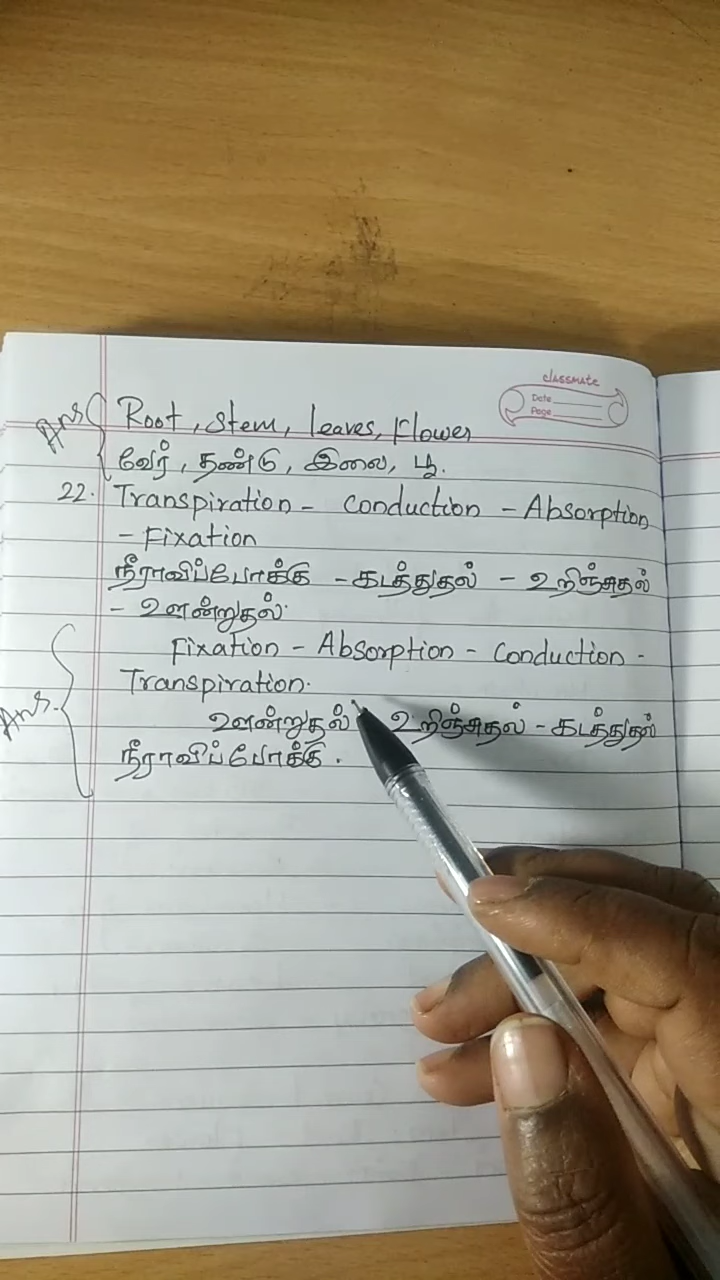 classmate
Date
Page
Ans Root, stem, leaves, Flower
வேர், தண்டு, இலை, பூ.
22. Transpiration - conduction - Absorption
- Fixation
நீராவிப்போக்கு - கடத்துதல் - உறிஞ்சுதல்
- ஊன்றுதல்.
Fixation - Absorption - Conduction -
Ans. Transpiration.
ஊன்றுதல் உறிஞ்சுதல் - கடத்துதல்
நீராவிப்போக்கு.